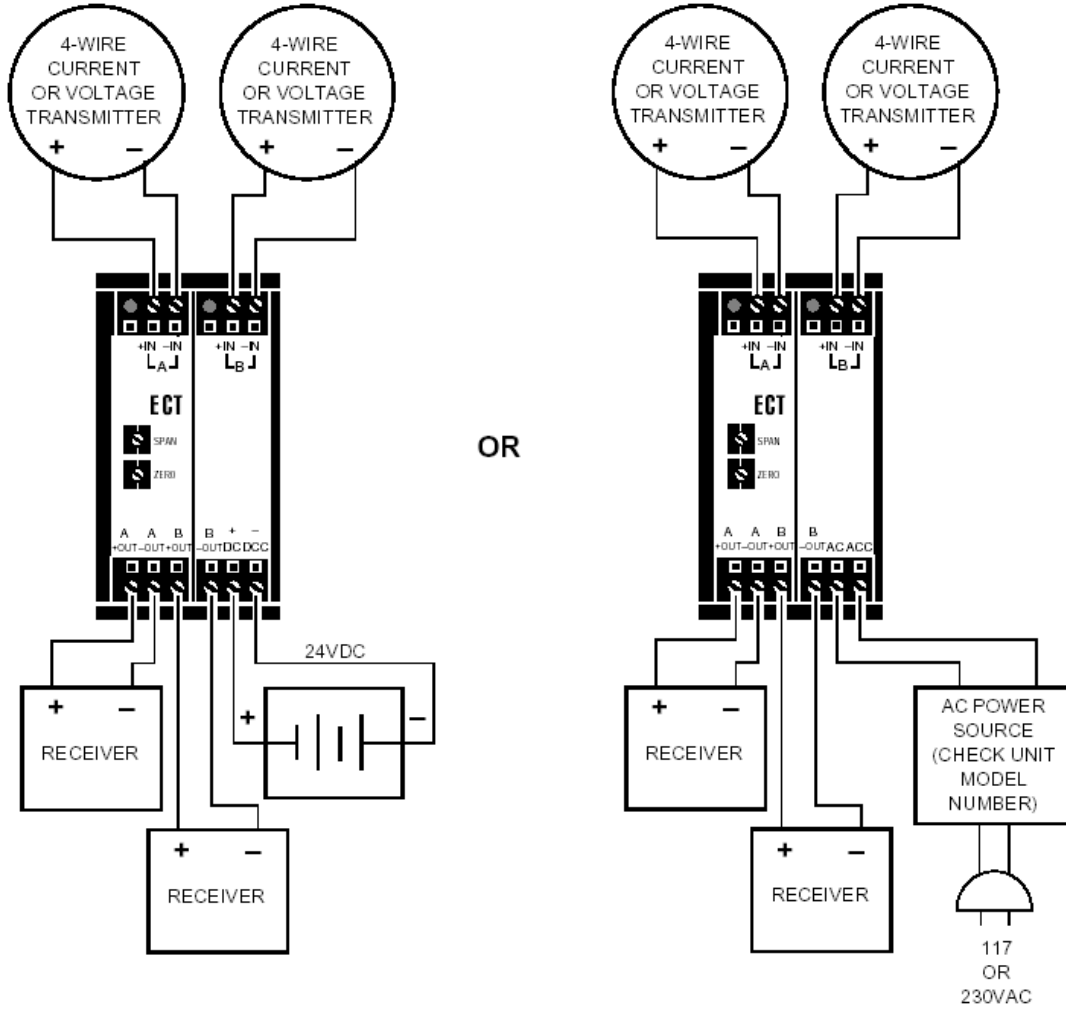 4-WIRE
CURRENT
OR VOLTAGE
TRANSMITTER
+ −
4-WIRE
CURRENT
OR VOLTAGE
TRANSMITTER
+ −
+IN −IN
A
+IN −IN
B
ECT
SPAN
ZERO
A A B B + −
+OUT −OUT +OUT −OUT DC DCC
24VDC
+ −
RECEIVER
+ −
+ −
RECEIVER
OR
4-WIRE
CURRENT
OR VOLTAGE
TRANSMITTER
+ −
4-WIRE
CURRENT
OR VOLTAGE
TRANSMITTER
+ −
+IN −IN
A
+IN −IN
B
ECT
SPAN
ZERO
A A B B
+OUT −OUT +OUT −OUT AC ACC
+ −
RECEIVER
+ −
RECEIVER
AC POWER
SOURCE
(CHECK UNIT
MODEL
NUMBER)
117
OR
230VAC